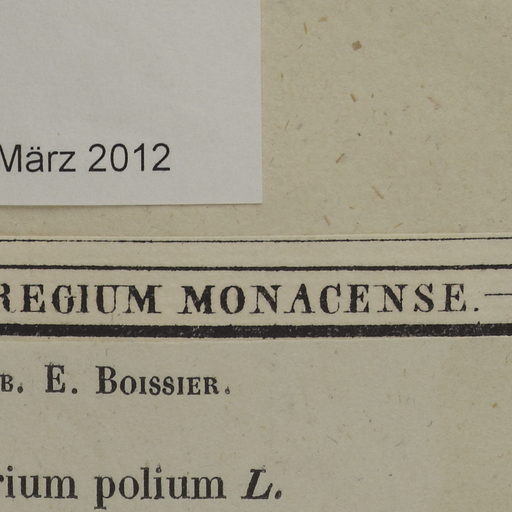 März 2012
REGIUM MONACENSE.—
B. E. BOISSIER.
rium polium L.